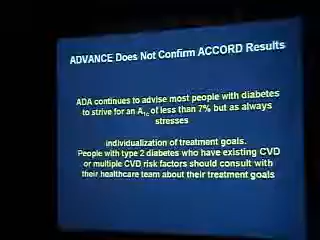 ADVANCE Does Not Confirm ACCORD Results
ADA continues to advise most people with diabetes
to strive for an A1c of less than 7% but as always
stresses
individualization of treatment goals.
People with type 2 diabetes who have existing CVD
or multiple CVD risk factors should consult with
their healthcare team about their treatment goals